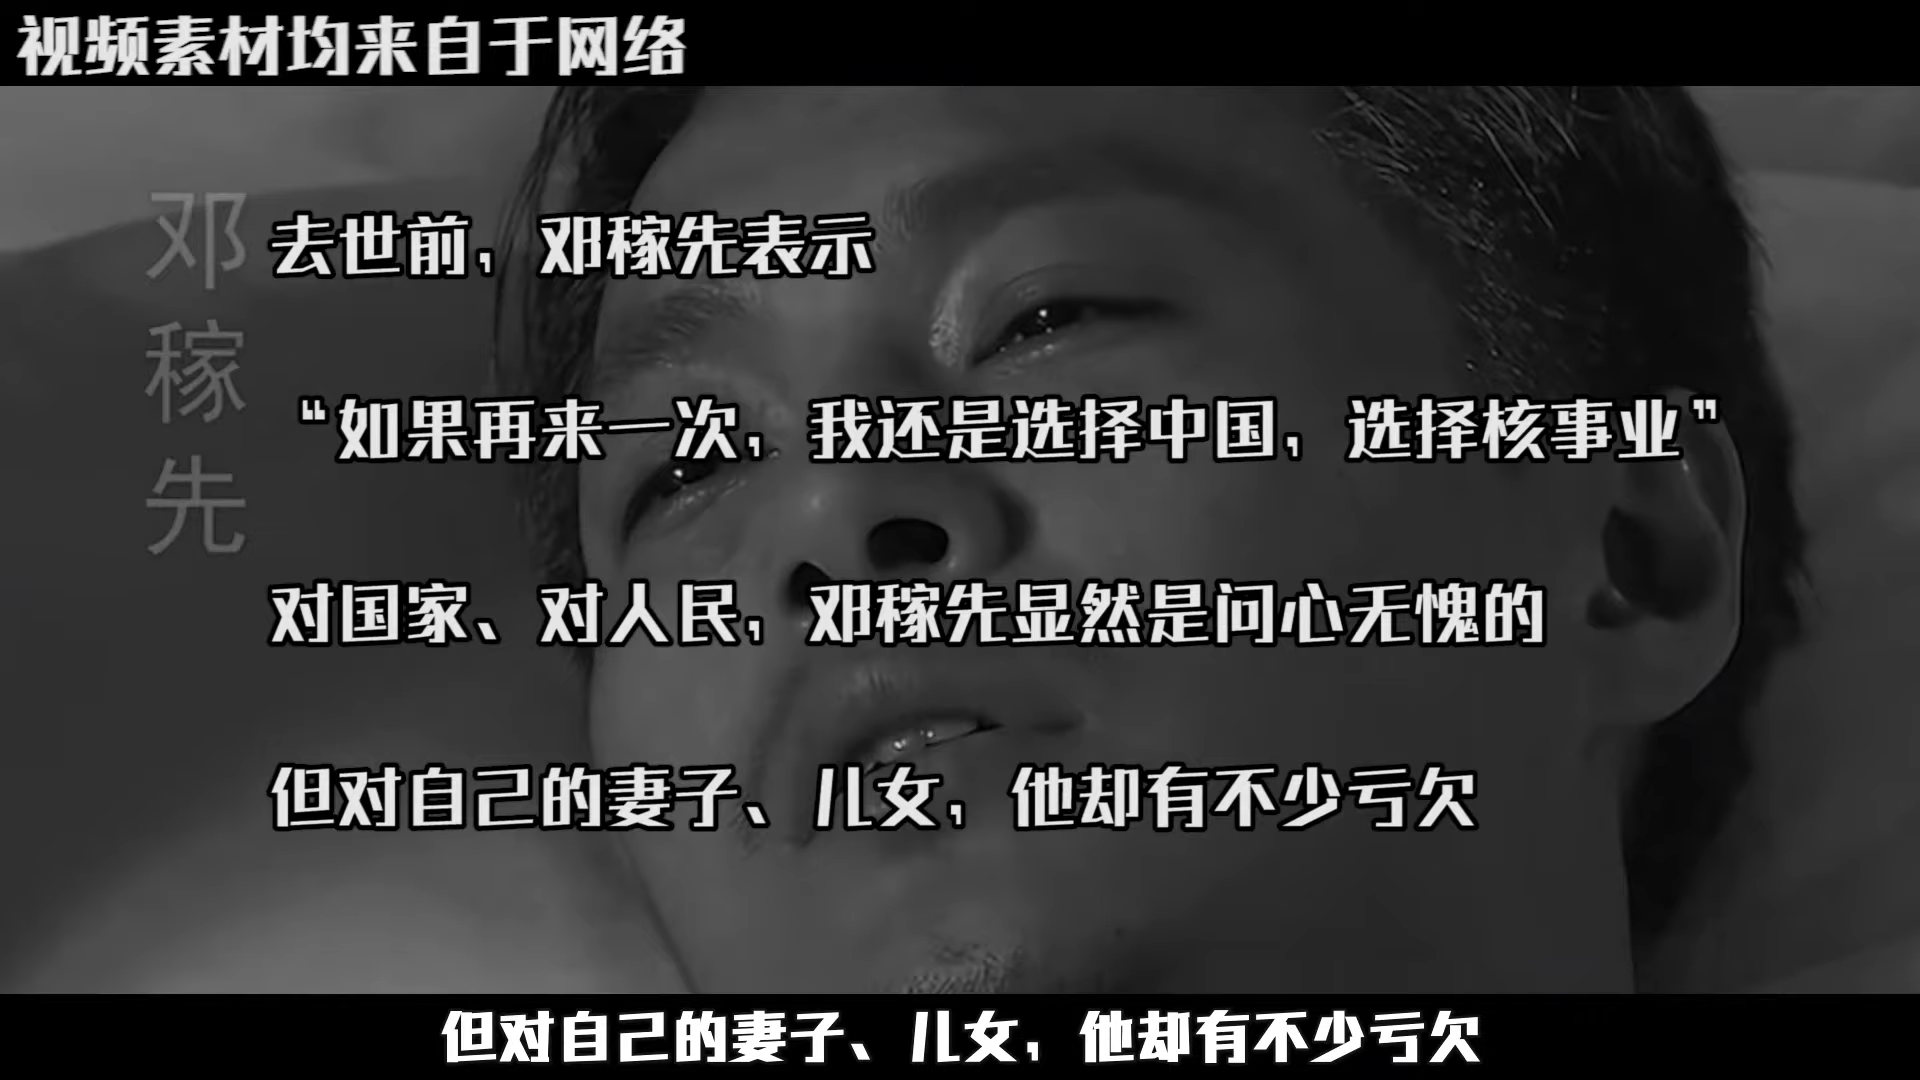 视频素材均来自于网络
邓稼先
去世前，邓稼先表示
“如果再来一次，我还是选择中国，选择核事业”
对国家、对人民，邓稼先显然是问心无愧的
但对自己的妻子、儿女，他却有不少亏欠
但对自己的妻子、儿女，他却有不少亏欠